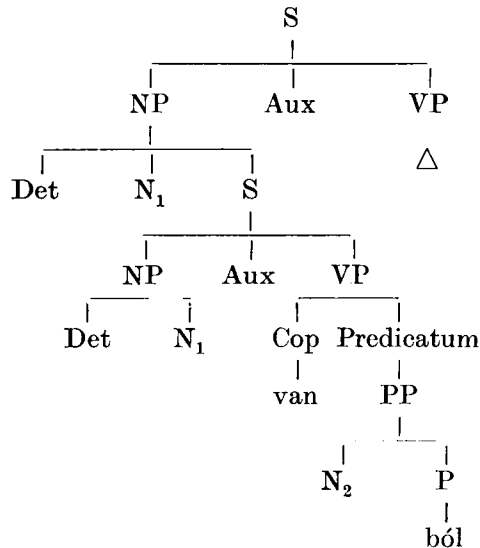 S
NP Aux VP
Det N₁ S △
NP Aux VP
Det N₁ Cop Predicatum
van PP
N₂ P
ból